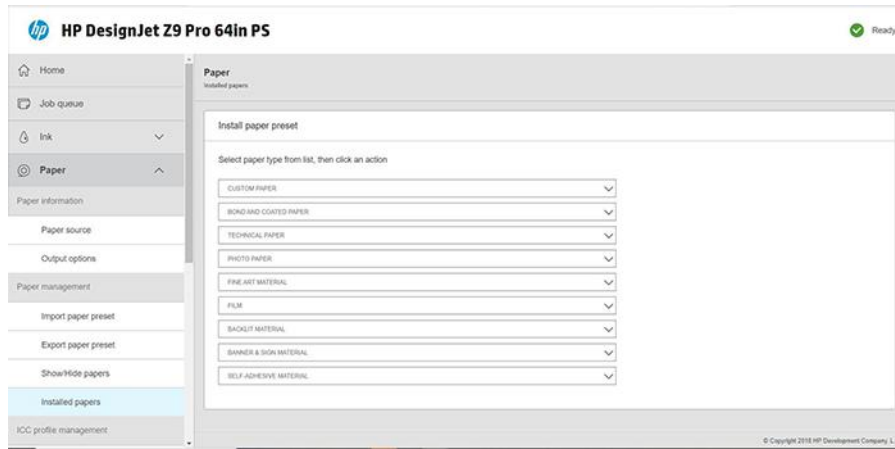 hp HP DesignJet Z9 Pro 64in PS
Ready
Home
Job queue
Ink
Paper
Paper information
Paper source
Output options
Paper management
Import paper preset
Export paper preset
Show/Hide papers
Installed papers
ICC profile management
Paper
Installed papers
Install paper preset
Select paper type from list, then click an action
CUSTOM PAPER
BOND AND COATED PAPER
TECHNICAL PAPER
PHOTO PAPER
FINE ART MATERIAL
FILM
BACKLIT MATERIAL
BANNER & SIGN MATERIAL
SELF-ADHESIVE MATERIAL
© Copyright 2018 HP Development Company, L.